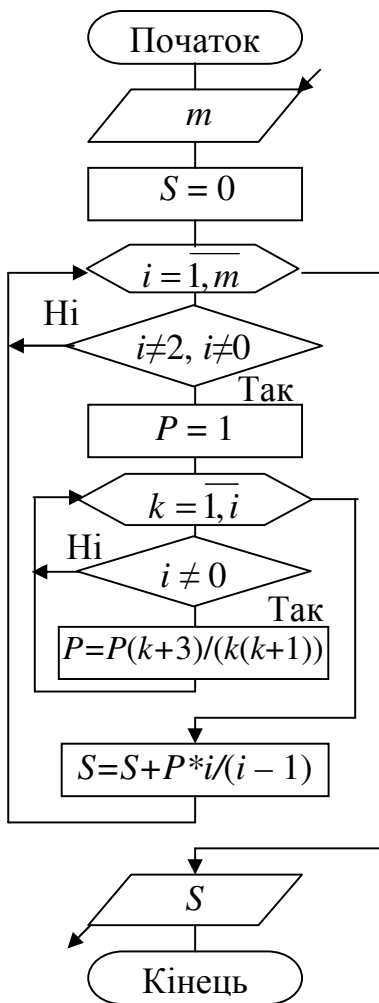 Початок
m
S = 0
i = 1,m
Ні
i≠2, i≠0
Так
P = 1
k = 1,i
Ні
i ≠ 0
Так
P=P(k+3)/(k(k+1))
S=S+P*i/(i – 1)
S
Кінець